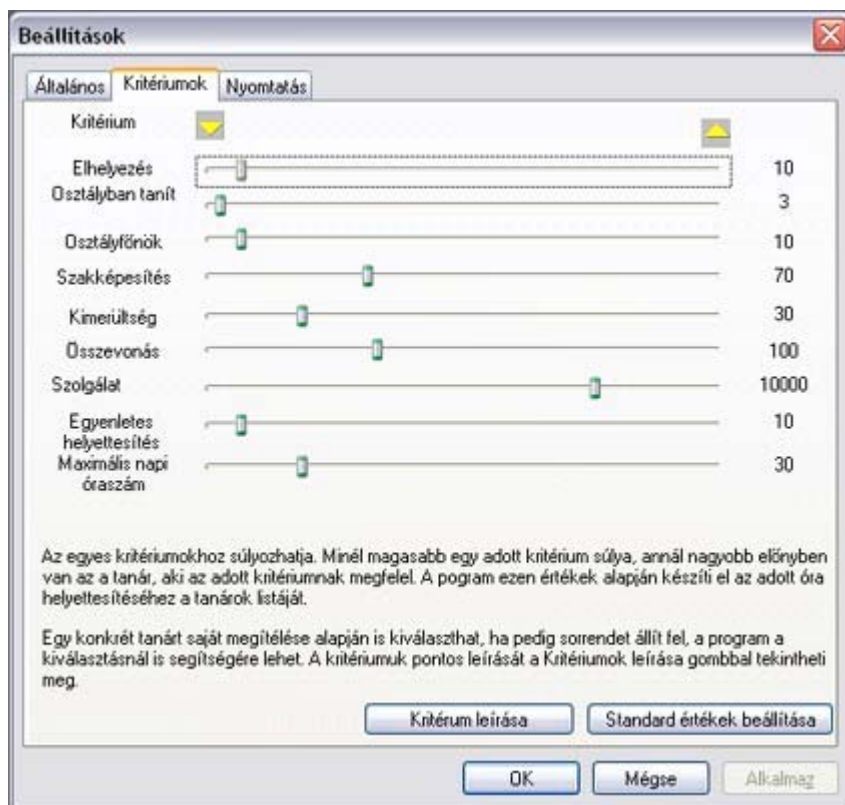 Beállítások
Általános Kritériumok Nyomtatás
Kritérium
Elhelyezés 10
Osztályban tanít 3
Osztályfőnök 10
Szakképesítés 70
Kimerültség 30
Összevonás 100
Szolgálat 10000
Egyenletes helyettesítés 10
Maximális napi óraszám 30
Az egyes kritériumokhoz súlyozhatja. Minél magasabb egy adott kritérium súlya, annál nagyobb előnyben
van az a tanár, aki az adott kritériumnak megfelel. A pogram ezen értékek alapján készíti el az adott óra
helyettesítéséhez a tanárok listáját.
Egy konkrét tanárt saját megítélése alapján is kiválaszthat, ha pedig sorrendet állít fel, a program a
kiválasztásnál is segítségére lehet. A kritériumuk pontos leírását a Kritériumok leírása gombbal tekintheti
meg.
Kritérum leírása Standard értékek beállítása
OK Mégse Alkalmaz